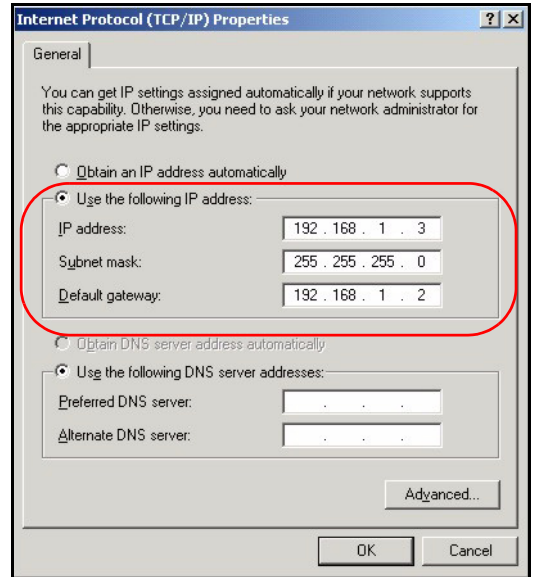 Internet Protocol (TCP/IP) Properties
General
You can get IP settings assigned automatically if your network supports
this capability. Otherwise, you need to ask your network administrator for
the appropriate IP settings.
Obtain an IP address automatically
Use the following IP address:
IP address: 192 . 168 . 1 . 3
Subnet mask: 255 . 255 . 255 . 0
Default gateway: 192 . 168 . 1 . 2
Obtain DNS server address automatically
Use the following DNS server addresses:
Preferred DNS server: . . .
Alternate DNS server: . . .
Advanced...
OK Cancel